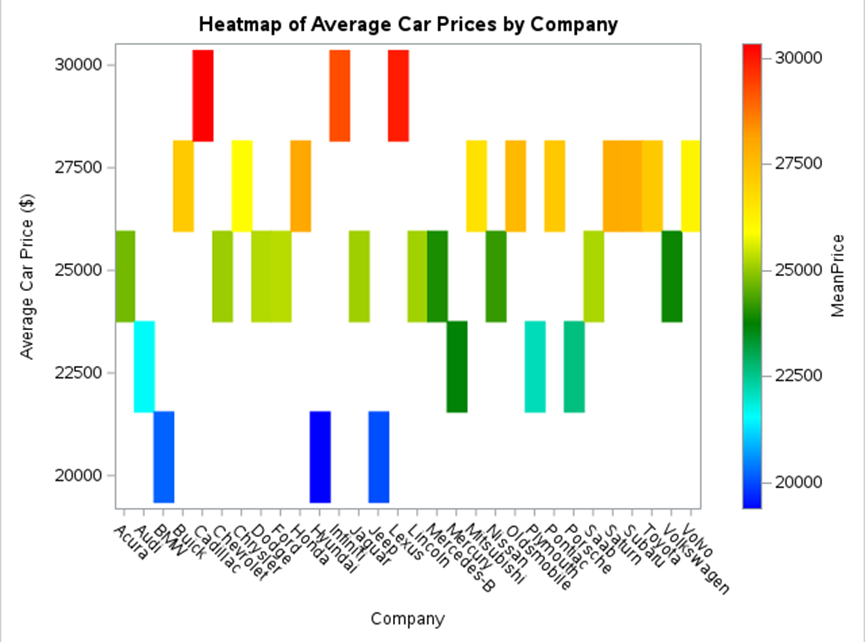 Heatmap of Average Car Prices by Company
Average Car Price ($)
30000
27500
25000
22500
20000
Acura
Audi
BMW
Buick
Cadillac
Chevrolet
Chrysler
Dodge
Ford
Honda
Hyundai
Infiniti
Jaguar
Jeep
Lexus
Lincoln
Mercedes-B
Mercury
Mitsubishi
Nissan
Oldsmobile
Plymouth
Pontiac
Porsche
Saab
Saturn
Subaru
Toyota
Volkswagen
Volvo
Company
30000
27500
25000
22500
20000
MeanPrice